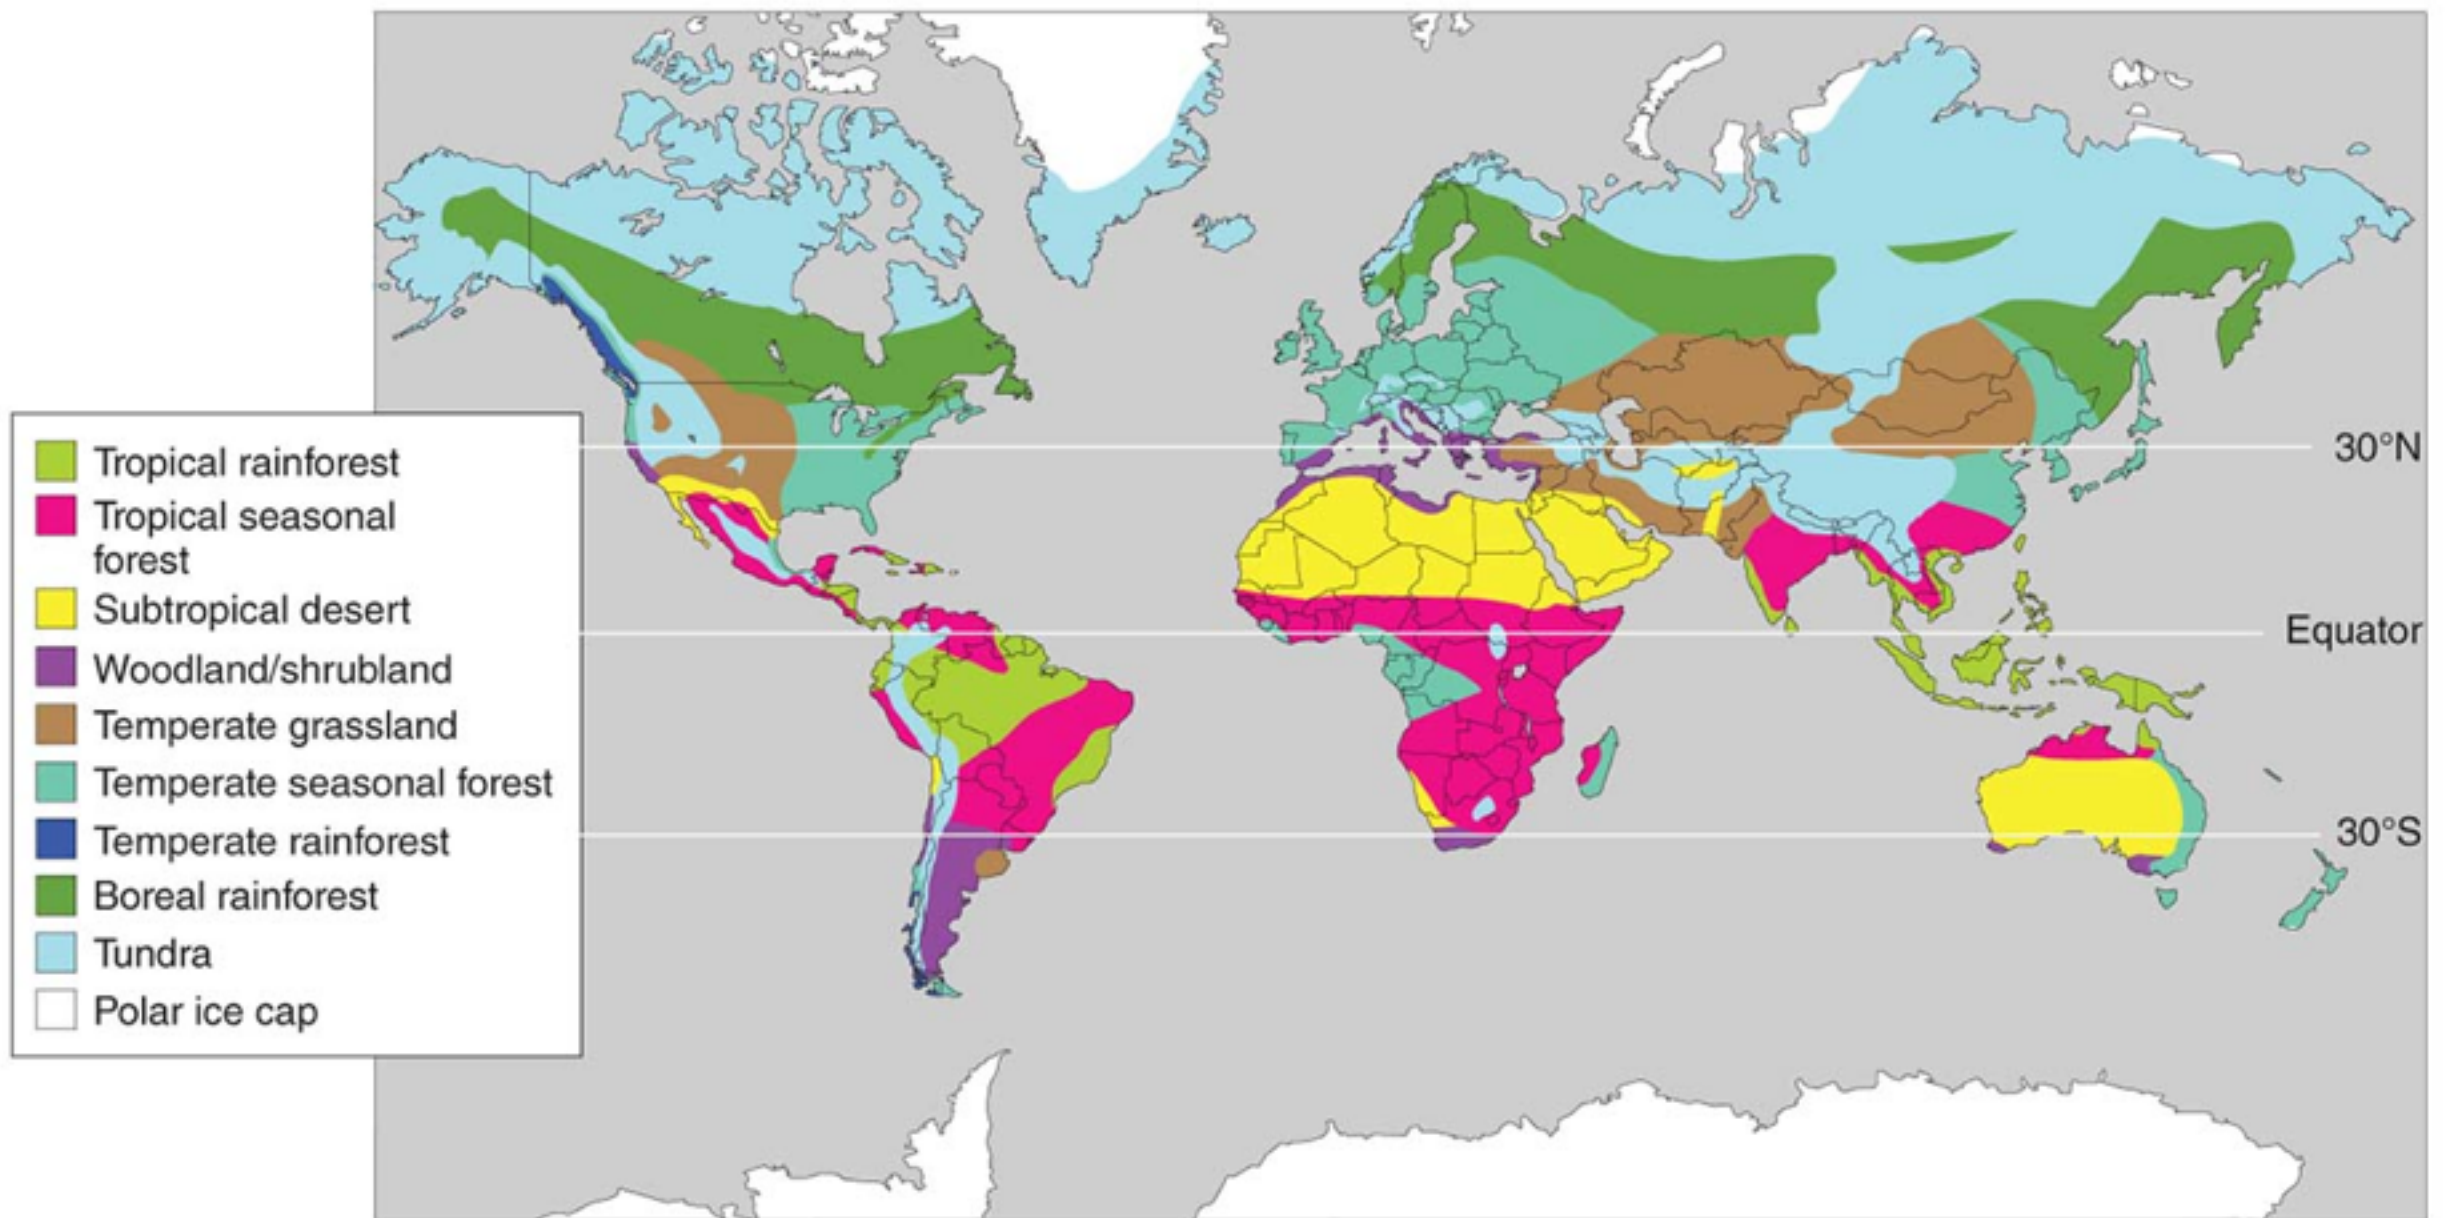 Tropical rainforest
Tropical seasonal
forest
Subtropical desert
Woodland/shrubland
Temperate grassland
Temperate seasonal forest
Temperate rainforest
Boreal rainforest
Tundra
Polar ice cap
30°N
Equator
30°S